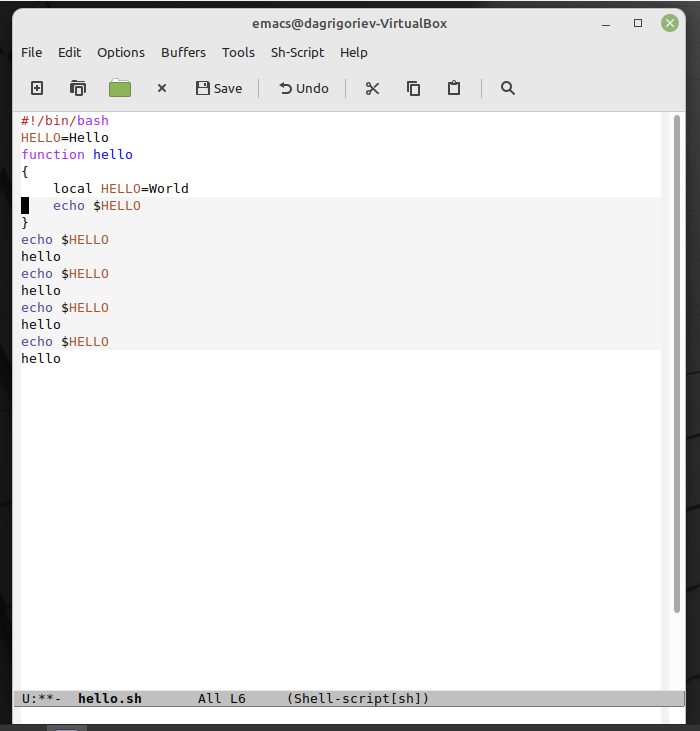 emacs@dagrigoriev-VirtualBox
File Edit Options Buffers Tools Sh-Script Help
Save Undo
#!/bin/bash
HELLO=Hello
function hello
{
    local HELLO=World
    echo $HELLO
}
echo $HELLO
hello
echo $HELLO
hello
echo $HELLO
hello
echo $HELLO
hello
U:**-  hello.sh       All L6     (Shell-script[sh])